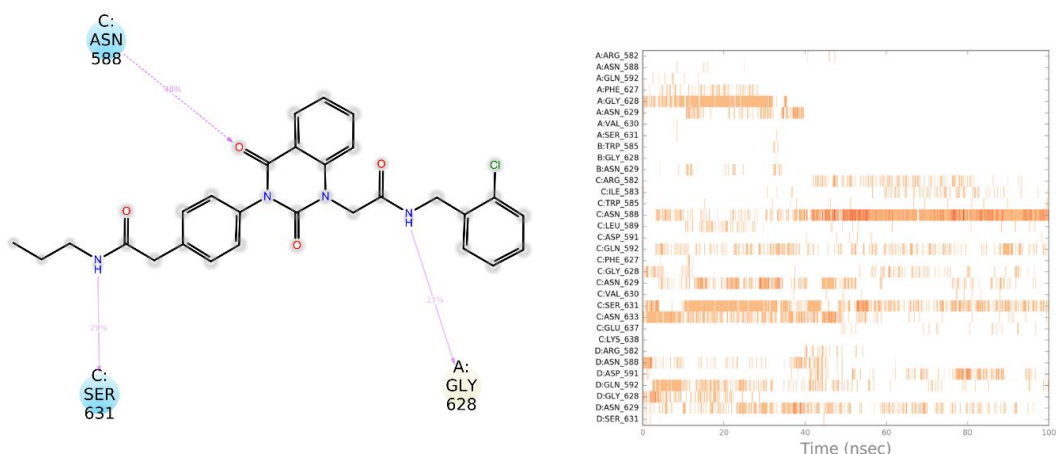 C:
ASN
588
48%
O
O
Cl
O
N
N
N
H
O
O
N
H
29%
C:
SER
631
A:
GLY
628
A:ARG_582
A:ASN_588
A:GLN_592
A:PHE_627
A:GLY_628
A:ASN_629
A:VAL_630
A:SER_631
B:TRP_585
B:GLY_628
B:ASN_629
C:ARG_582
C:ILE_583
C:TRP_585
C:ASN_588
C:LEU_589
C:ASP_591
C:GLN_592
C:PHE_627
C:GLY_628
C:ASN_629
C:VAL_630
C:SER_631
C:ASN_633
C:GLU_637
C:LYS_638
D:ARG_582
D:ASN_588
D:ASP_591
D:GLN_592
D:GLY_628
D:ASN_629
D:SER_631
0 20 40 60 80 100
Time (nsec)